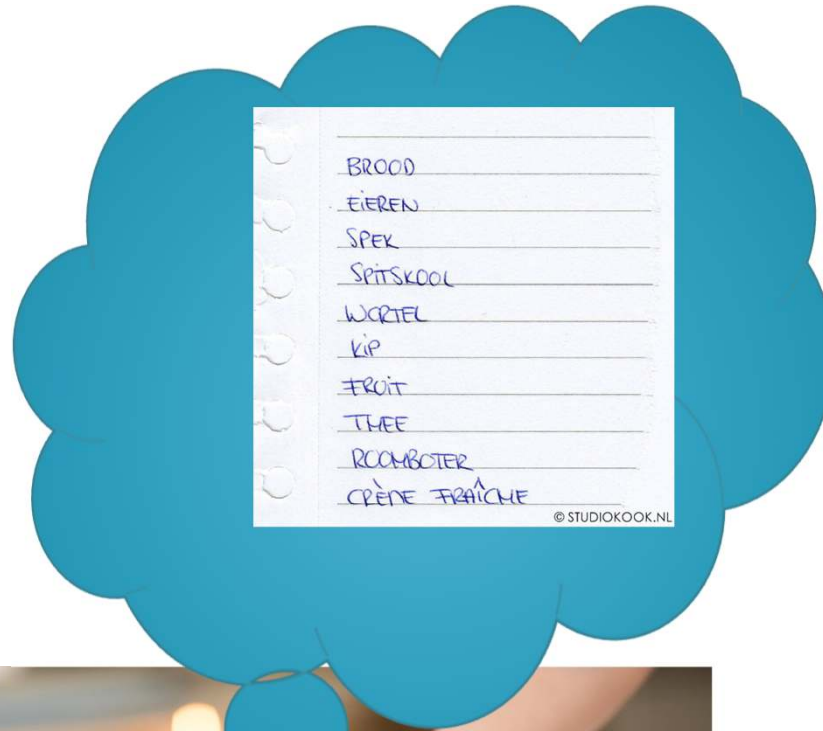 BROOD
EIEREN
SPEK
SPITSKOOL
WORTEL
KIP
FRUIT
THEE
ROOMBOTER
CRÈME FRAÎCHE
© STUDIOKOOK.NL